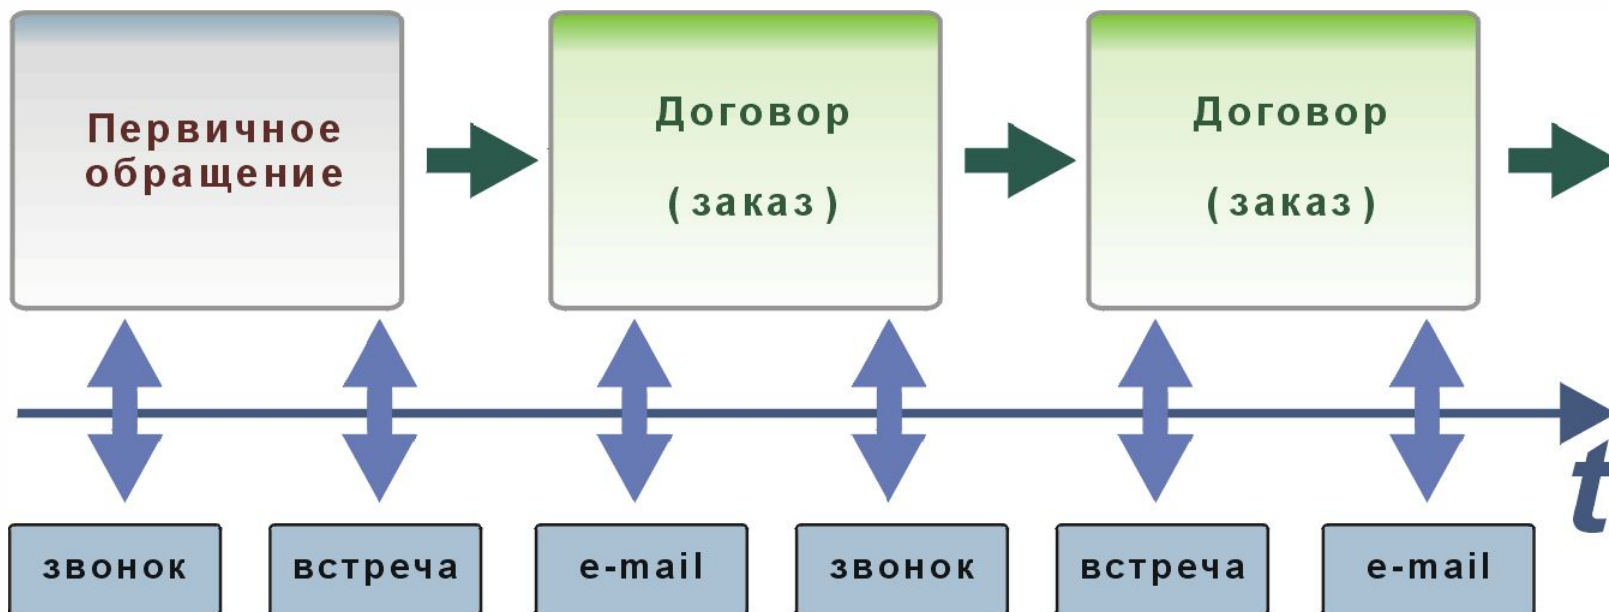 Первичное
обращение
Договор
(заказ)
Договор
(заказ)
t
звонок
встреча
e-mail
звонок
встреча
e-mail